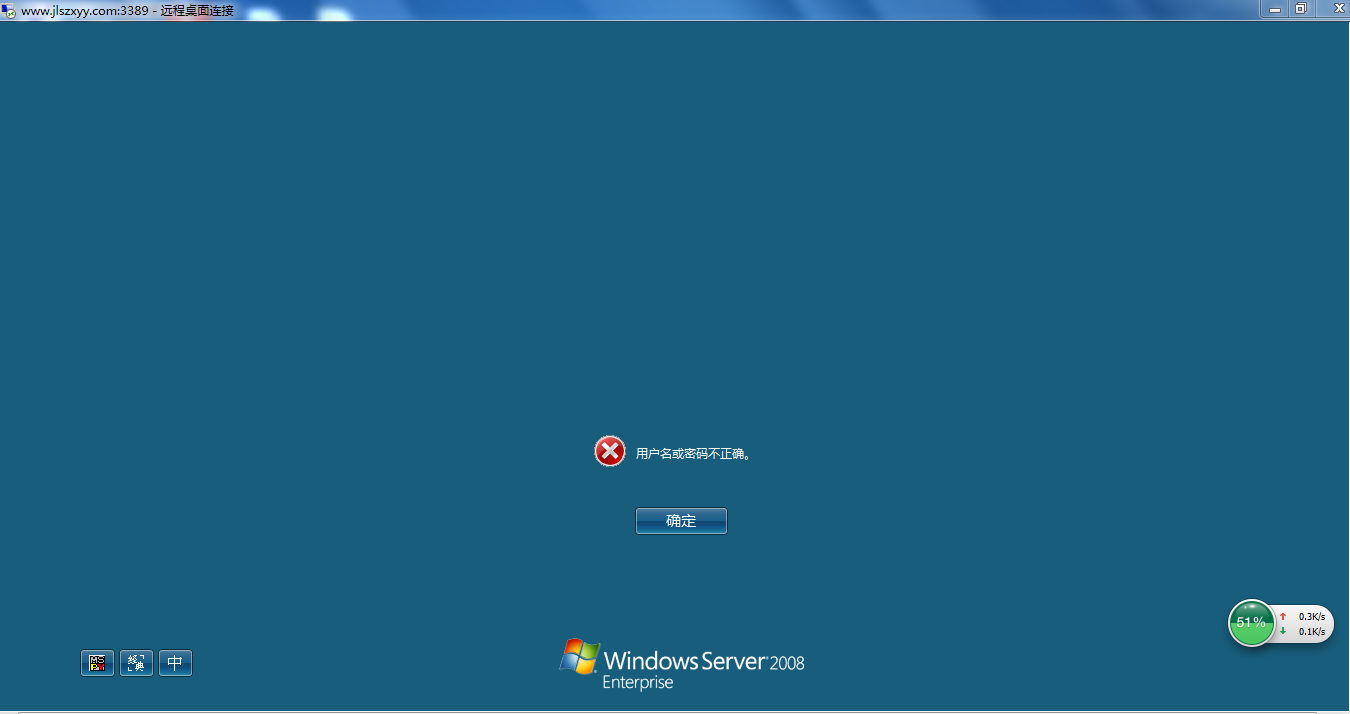 www.jlszxyy.com:3389 - 远程桌面连接
用户名或密码不正确。
确定
51%
0.3K/s
0.1K/s
中
Windows Server 2008
Enterprise